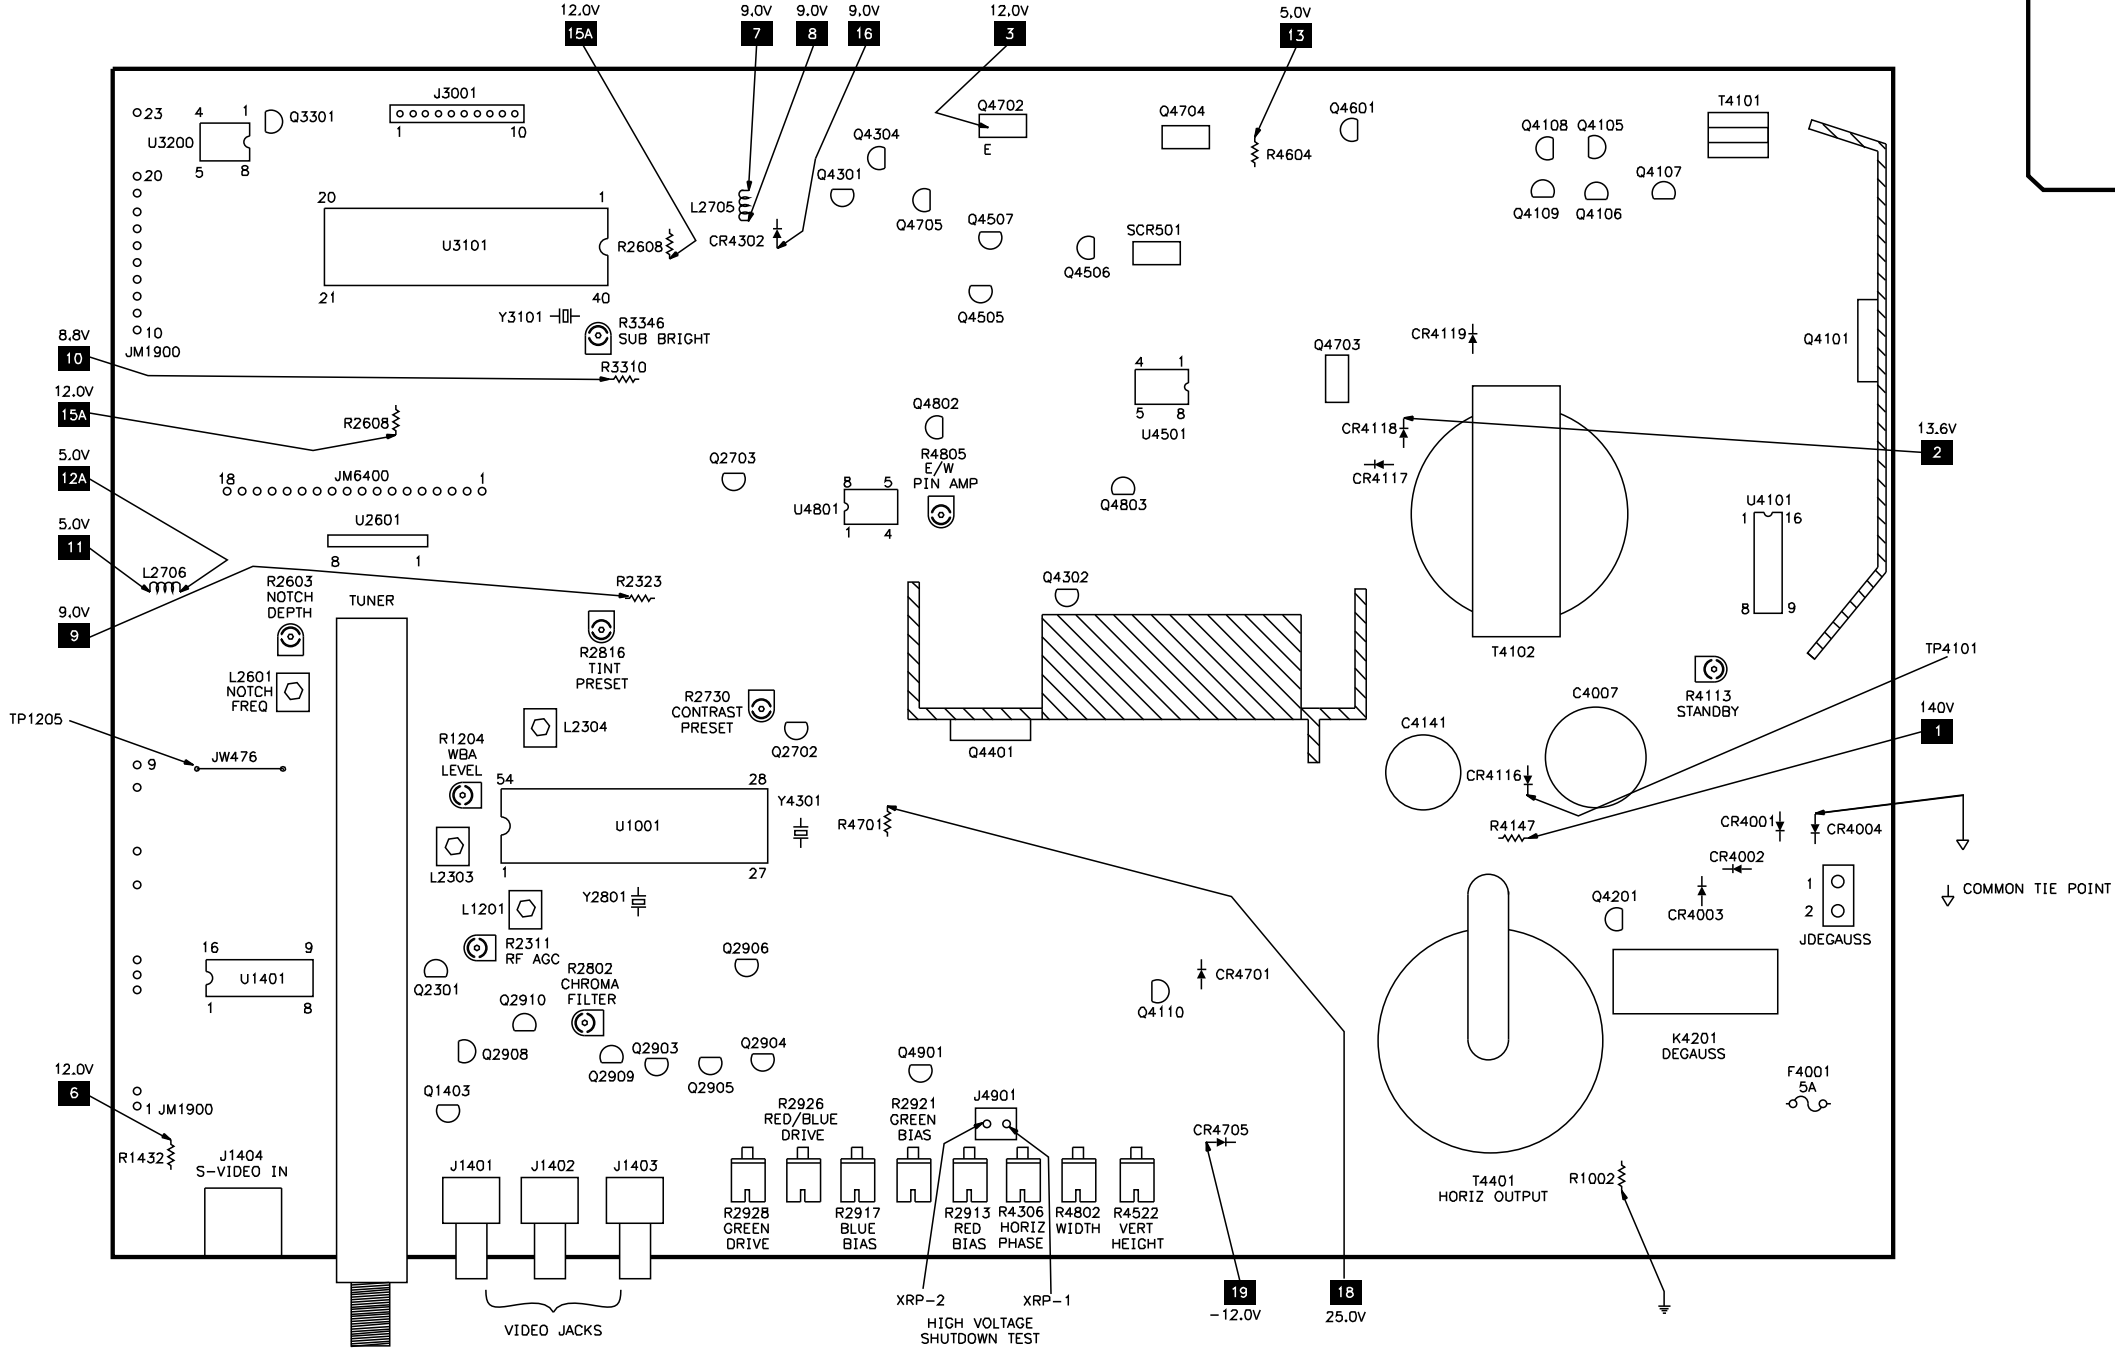 12.0V 9.0V 9.0V 9.0V 12.0V 5.0V
15A 7 8 16 3 13
J3001
1 10
23
4 1
U3200
5 8
Q3301
20
Q4702
E
Q4704
R4604
Q4601
Q4108 Q4105
T4101
Q4304
Q4301
Q4705
Q4107
Q4109 Q4106
L2705
CR4302
R2608
20 1
U3101
21 40
Q4507
Q4506
SCR501
Q4505
Y3101
R3346
SUB BRIGHT
R3310
10
JM1900
8.8V
10
12.0V
15A
R2608
5.0V
12A
5.0V
11
L2706
9.0V
9
18 JM6400 1
U2601
8 1
R2603
NOTCH
DEPTH
L2601
NOTCH
FREQ
TUNER
R2323
R2816
TINT
PRESET
Q2703
Q4802
R4805
E/W
PIN AMP
8 5
U4801
1 4
4 1
5 8
U4501
Q4803
Q4703
CR4119
CR4118
CR4117
Q4101
13.6V
2
U4101
1 16
8 9
T4102
Q4302
Q4401
TP4101
R4113
STANDBY
140V
1
C4007
C4141
CR4116
R4147
CR4001
CR4004
CR4002
CR4003
1
2
JDEGAUSS
COMMON TIE POINT
TP1205
JW476
9
L2304
R1204
WBA
LEVEL
R2730
CONTRAST
PRESET
Q2702
54 28
U1001
1 27
Y4301
R4701
L2303
L1201
Y2801
R2311
RF AGC
R2802
CHROMA
FILTER
16 9
U1401
1 8
Q2301
Q2910
Q2908
Q2909
Q2903
Q2905
Q2904
Q2906
Q1403
Q4901
CR4701
Q4110
Q4201
K4201
DEGAUSS
F4001
5A
12.0V
6
1 JM1900
R1432
J1404
S-VIDEO IN
J1401 J1402 J1403
VIDEO JACKS
R2926
RED/BLUE
DRIVE
R2921
GREEN
BIAS
J4901
CR4705
R2928
GREEN
DRIVE
R2917
BLUE
BIAS
R2913
RED
BIAS
R4306
HORIZ
PHASE
R4802
WIDTH
R4522
VERT
HEIGHT
T4401
HORIZ OUTPUT
R1002
XRP-2 XRP-1
HIGH VOLTAGE
SHUTDOWN TEST
19
-12.0V
18
25.0V